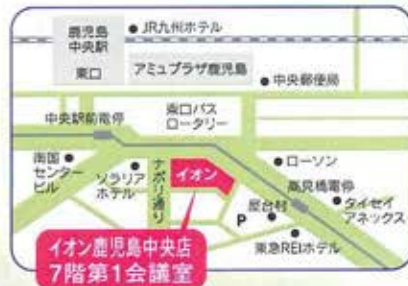 鹿児島
中央駅
東口
JR九州ホテル
アミュプラザ鹿児島
中央郵便局
中央駅前電停
東口バス
ロータリー
南国
センター
ビル
ソラリア
ホテル
ナポリ通り
イオン
ローソン
高見橋電停
タイセイ
アネックス
屋台村
P
東急REIホテル
イオン鹿児島中央店
7階第1会議室